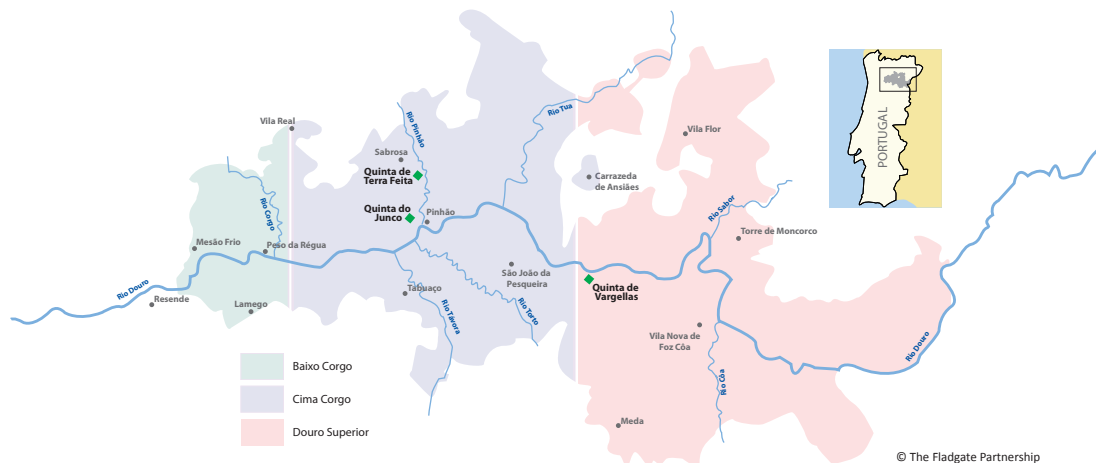 Vila Real
Rio Pinhão
Rio Tua
Vila Flor
PORTUGAL
Sabrosa
Quinta de
Terra Feita
Carrazeda
de Ansiães
Rio Corgo
Quinta do
Junco
Pinhão
Rio Sabor
Mesão Frio
Peso da Régua
Torre de Moncorco
São João da
Pesqueira
Rio Douro
Resende
Lamego
Tabuaço
Rio Távora
Rio Torto
Quinta de
Vargellas
Vila Nova de
Foz Côa
Rio Douro
Baixo Corgo
Rio Côa
Cima Corgo
Douro Superior
Meda
© The Fladgate Partnership